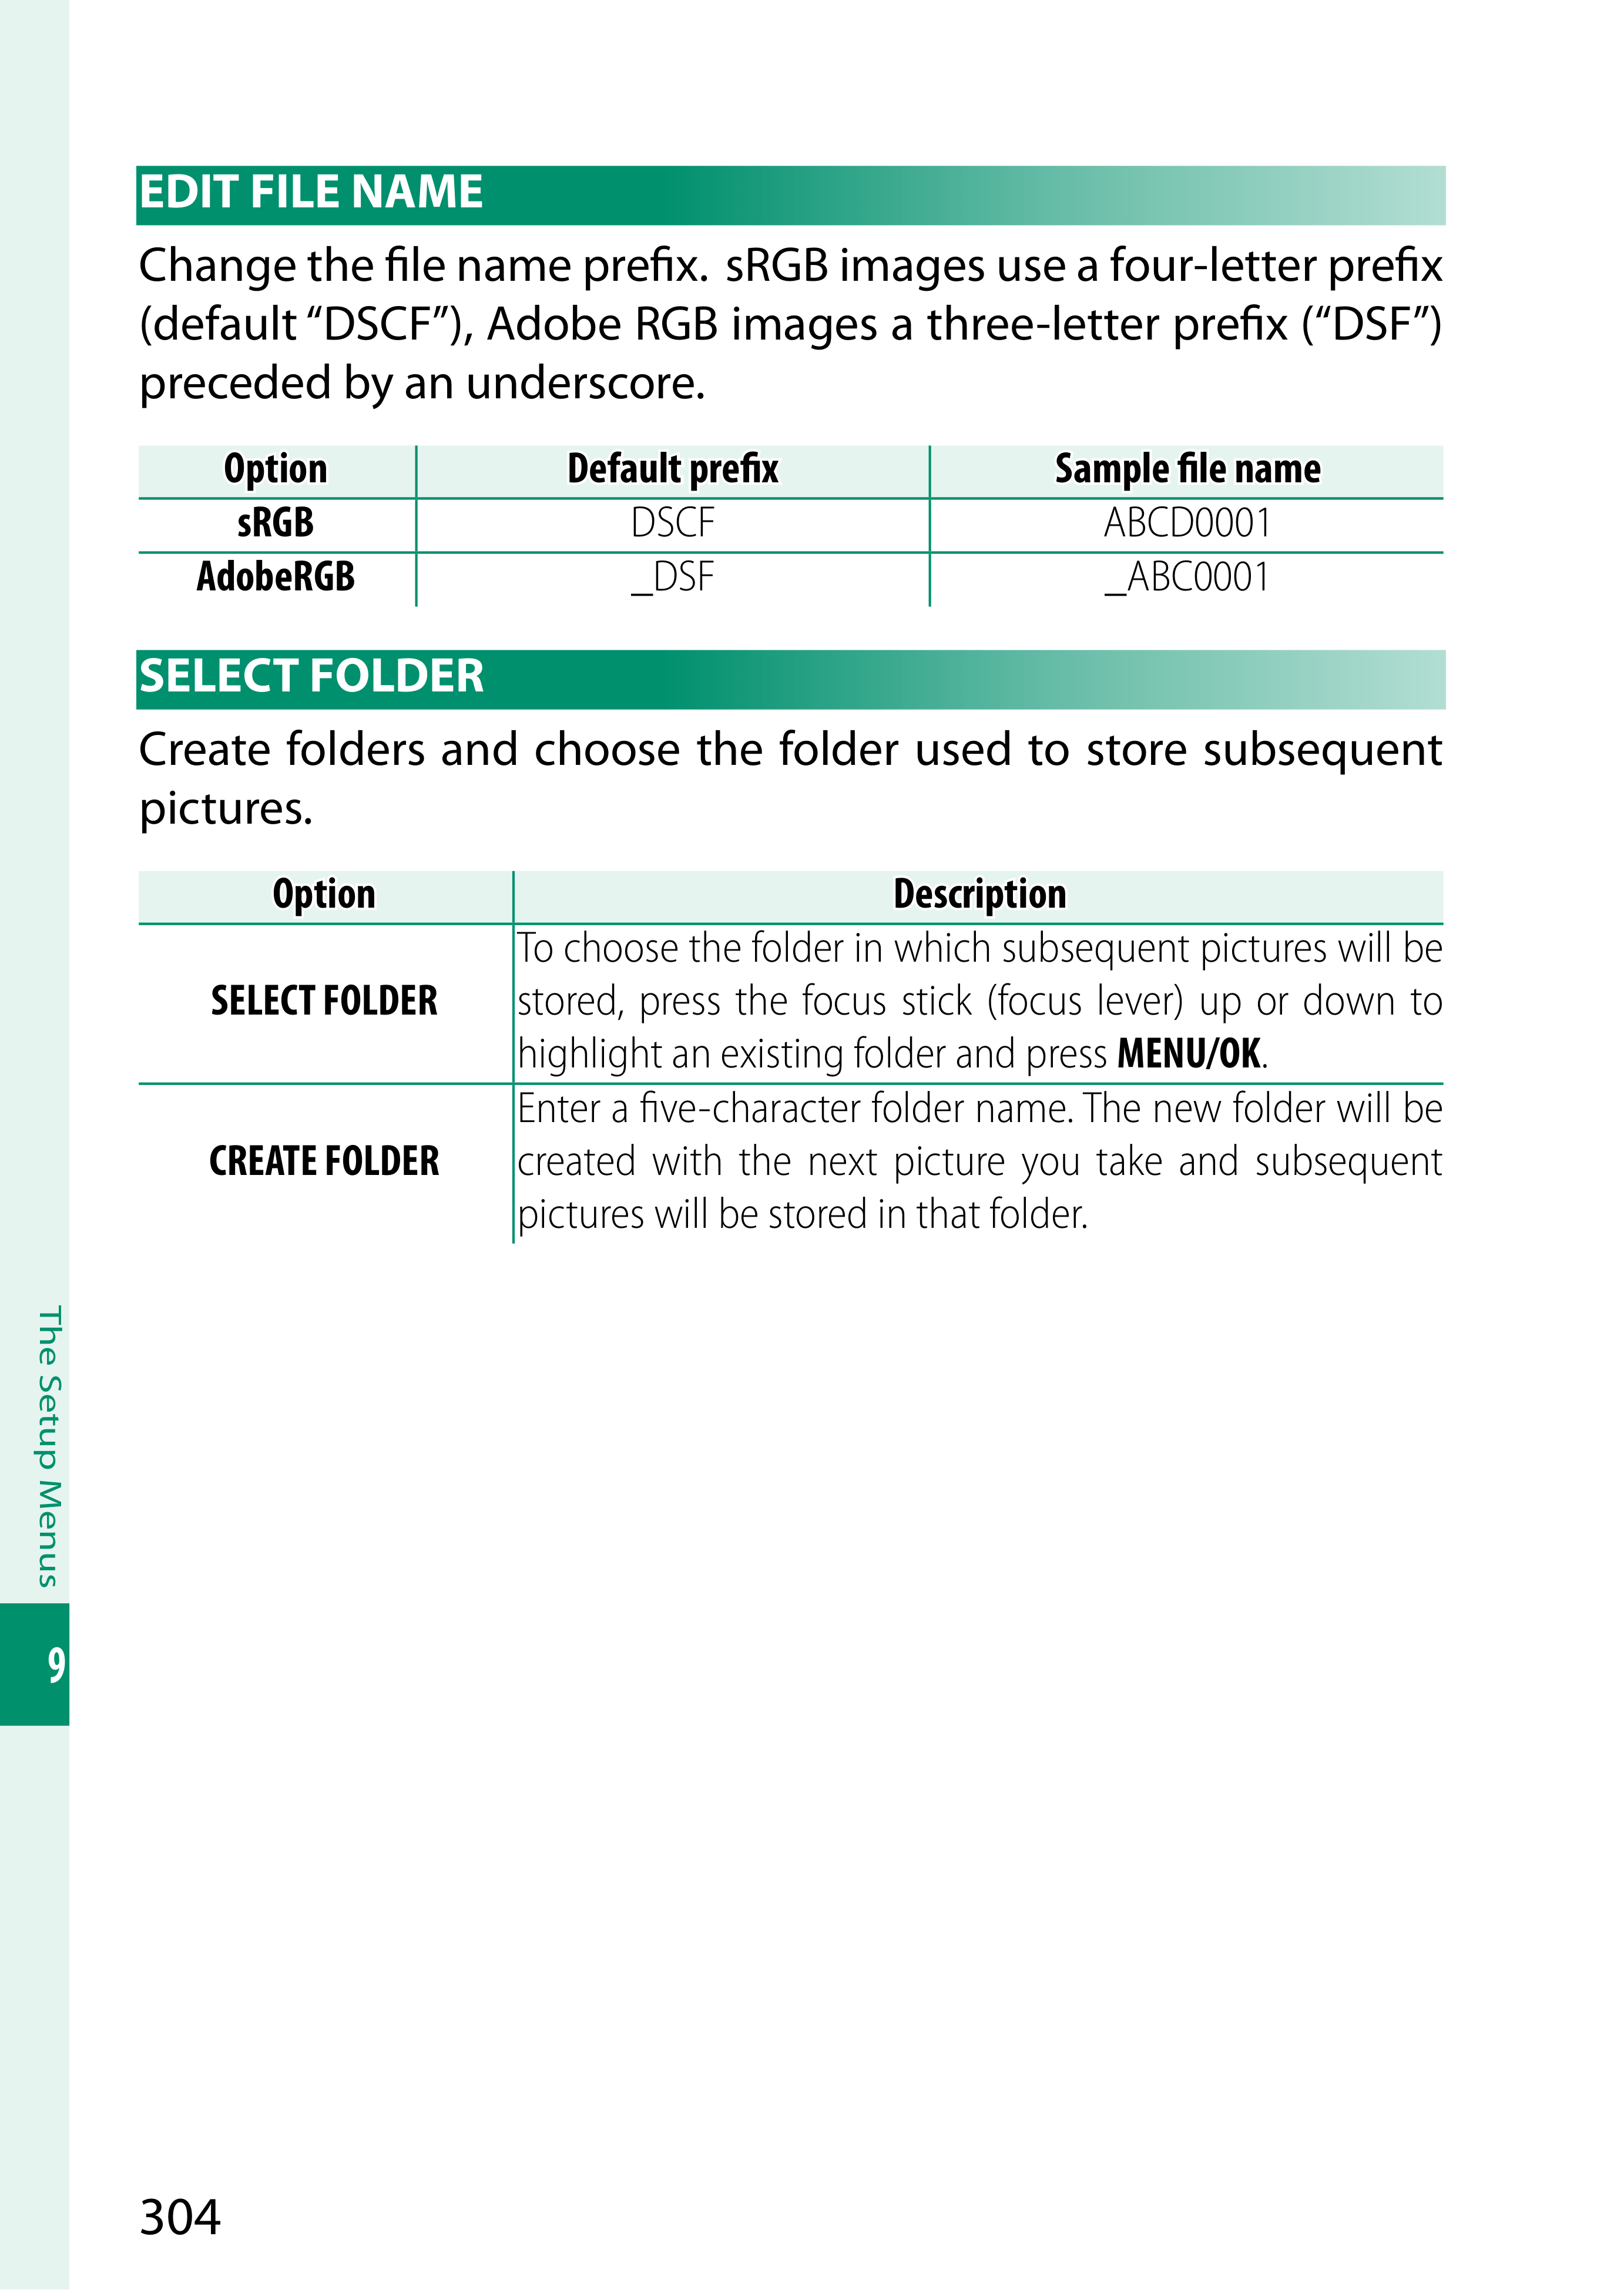 EDIT FILE NAME
Change the file name prefix. sRGB images use a four-letter prefix
(default “DSCF”), Adobe RGB images a three-letter prefix (“DSF”)
preceded by an underscore.
Option Default prefix Sample file name
sRGB DSCF ABCD0001
AdobeRGB _DSF _ABC0001
SELECT FOLDER
Create folders and choose the folder used to store subsequent
pictures.
Option Description
SELECT FOLDER
To choose the folder in which subsequent pictures will be
stored, press the focus stick (focus lever) up or down to
highlight an existing folder and press MENU/OK.
CREATE FOLDER
Enter a five-character folder name. The new folder will be
created with the next picture you take and subsequent
pictures will be stored in that folder.
The Setup Menus
9
304